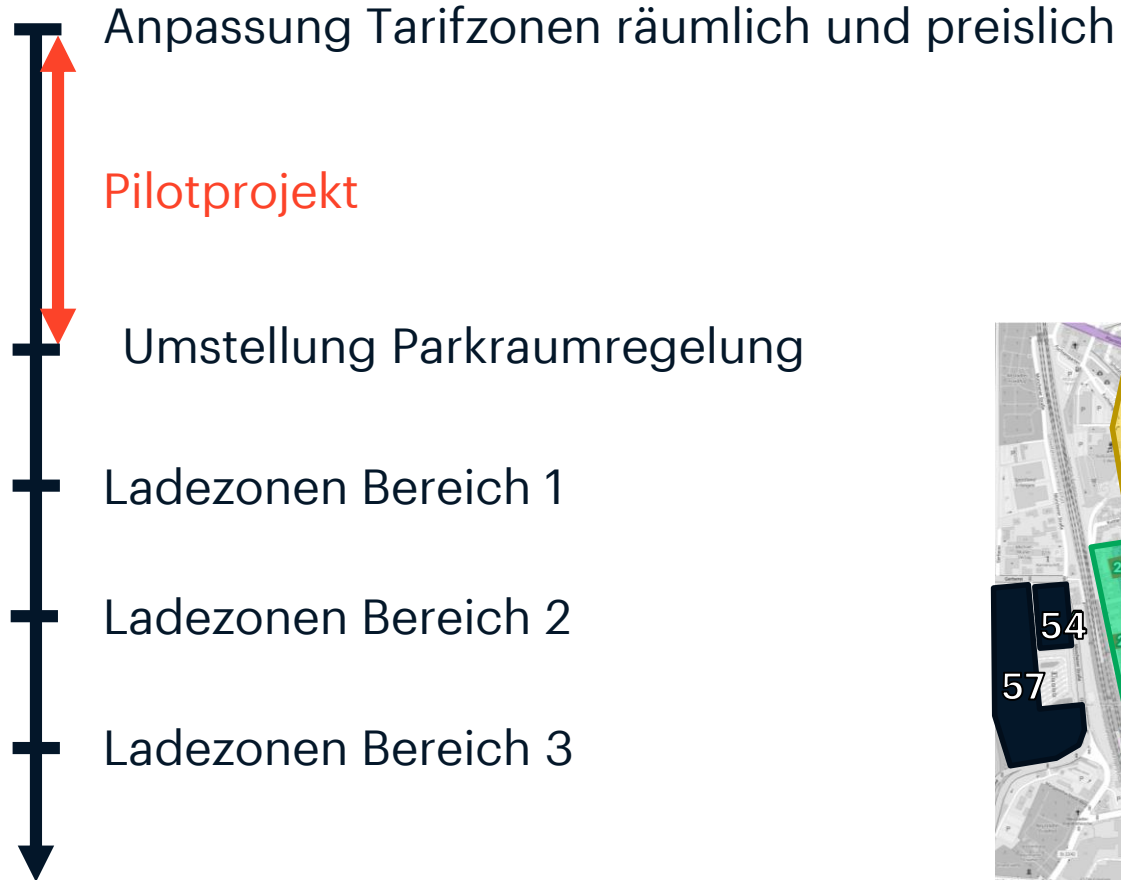 Anpassung Tarifzonen räumlich und preislich
Pilotprojekt
Umstellung Parkraumregelung
Ladezonen Bereich 1
Ladezonen Bereich 2
Ladezonen Bereich 3
54
57